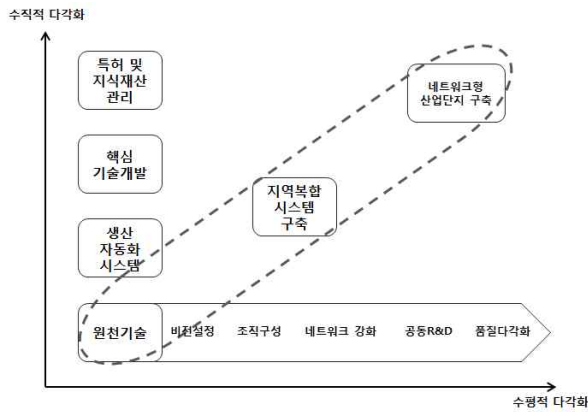 수직적 다각화
특허 및
지식재산
관리
네트워크형
산업단지 구축
핵심
기술개발
지역복합
시스템
구축
생산
자동화
시스템
원천기술 비전설정 조직구성 네트워크 강화 공동R&D 품질다각화
수평적 다각화